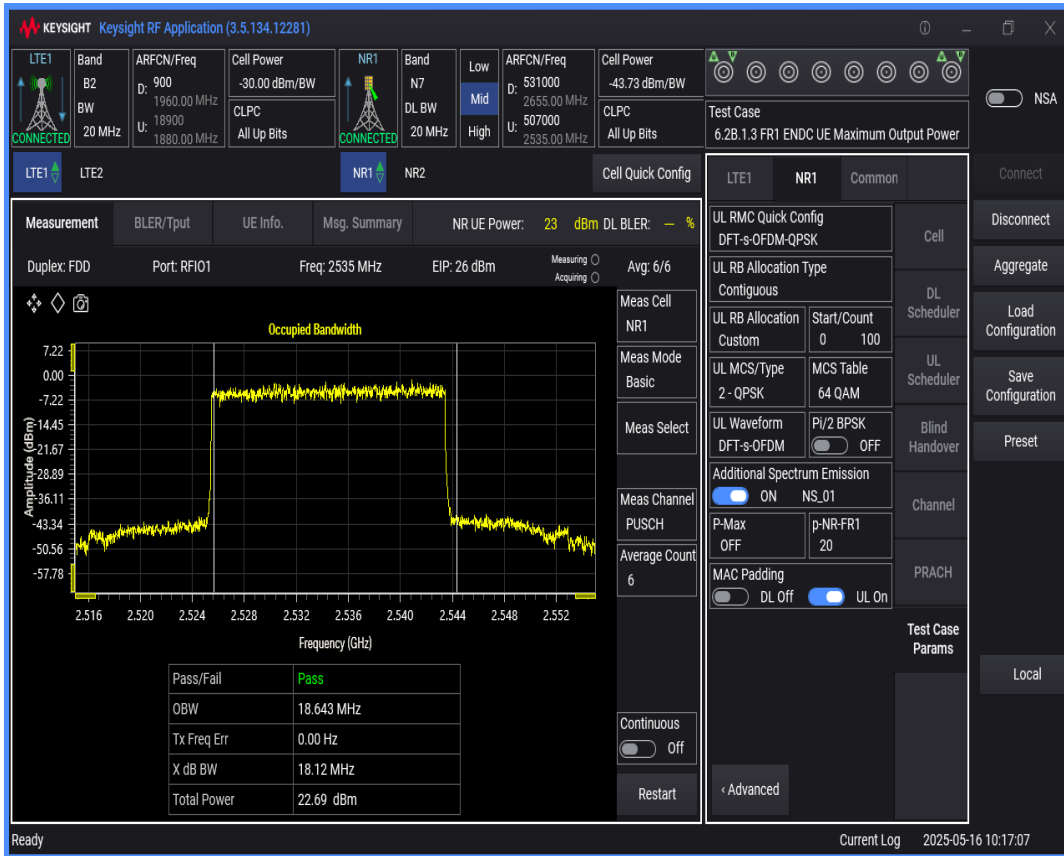 KEYSIGHT Keysight RF Application (3.5.134.12281)
LTE1
CONNECTED
Band
B2
BW
20 MHz
ARFCN/Freq
D: 900
1960.00 MHz
U: 18900
1880.00 MHz
Cell Power
-30.00 dBm/BW
CLPC
All Up Bits
NR1
CONNECTED
Band
N7
DL BW
20 MHz
Low
Mid
High
ARFCN/Freq
D: 531000
2655.00 MHz
U: 507000
2535.00 MHz
Cell Power
-43.73 dBm/BW
CLPC
All Up Bits
Test Case
6.2B.1.3 FR1 ENDC UE Maximum Output Power
NSA
LTE1 LTE2 NR1 NR2 Cell Quick Config
Measurement BLER/Tput UE Info. Msg. Summary NR UE Power: 23 dBm DL BLER: — %
Duplex: FDD Port: RFIO1 Freq: 2535 MHz EIP: 26 dBm Measuring Acquiring Avg: 6/6
Occupied Bandwidth
Amplitude (dBm)
7.22
0.00
-7.22
-14.45
-21.67
-28.89
-36.11
-43.34
-50.56
-57.78
2.516 2.520 2.524 2.528 2.532 2.536 2.540 2.544 2.548 2.552
Frequency (GHz)
Pass/Fail Pass
OBW 18.643 MHz
Tx Freq Err 0.00 Hz
X dB BW 18.12 MHz
Total Power 22.69 dBm
Meas Cell
NR1
Meas Mode
Basic
Meas Select
Meas Channel
PUSCH
Average Count
6
Continuous
Off
Restart
LTE1 NR1 Common
UL RMC Quick Config
DFT-s-OFDM-QPSK
UL RB Allocation Type
Contiguous
UL RB Allocation
Custom
Start/Count
0 100
UL MCS/Type
2 - QPSK
MCS Table
64 QAM
UL Waveform
DFT-s-OFDM
Pi/2 BPSK
OFF
Additional Spectrum Emission
ON NS_01
P-Max
OFF
p-NR-FR1
20
MAC Padding
DL Off UL On
‹ Advanced
Cell
DL
Scheduler
UL
Scheduler
Blind
Handover
Channel
PRACH
Test Case
Params
Connect
Disconnect
Aggregate
Load
Configuration
Save
Configuration
Preset
Local
Ready Current Log 2025-05-16 10:17:07